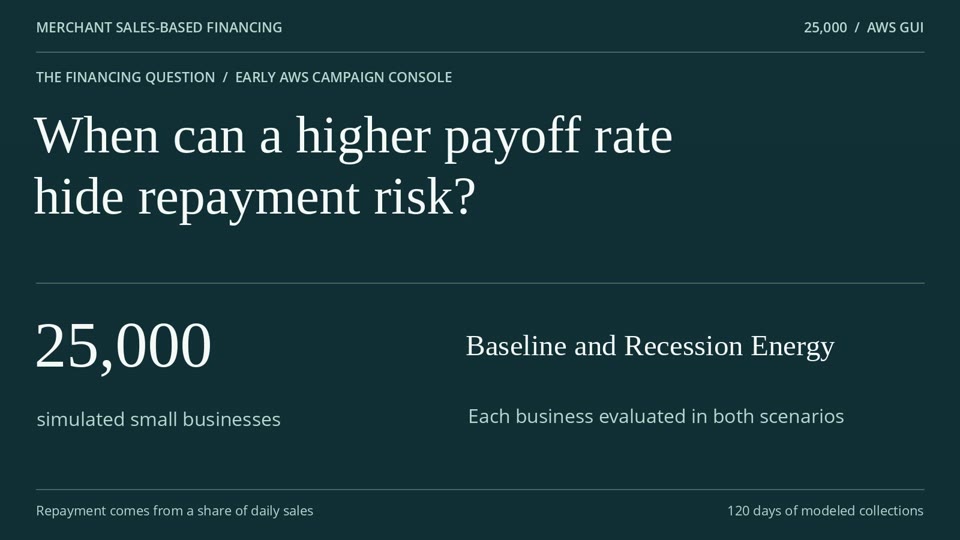 MERCHANT SALES-BASED FINANCING
25,000 / AWS GUI
THE FINANCING QUESTION / EARLY AWS CAMPAIGN CONSOLE
When can a higher payoff rate
hide repayment risk?
25,000
simulated small businesses
Baseline and Recession Energy
Each business evaluated in both scenarios
Repayment comes from a share of daily sales
120 days of modeled collections